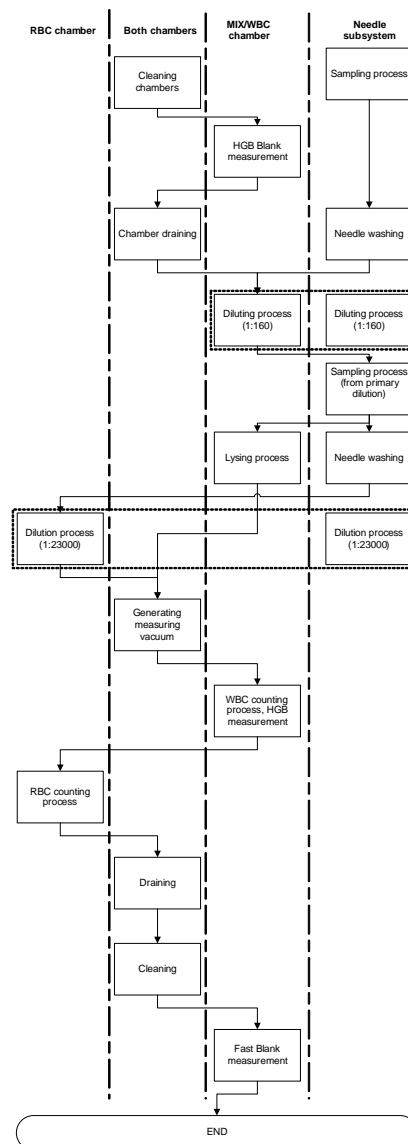 RBC chamber
Both chambers
MIX/WBC
chamber
Needle
subsystem
Cleaning
chambers
Sampling process
HGB Blank
measurement
Chamber draining
Needle washing
Diluting process
(1:160)
Diluting process
(1:160)
Sampling process
(from primary
dilution)
Lysing process
Needle washing
Dilution process
(1:23000)
Dilution process
(1:23000)
Generating
measuring
vacuum
WBC counting
process, HGB
measurement
RBC counting
process
Draining
Cleaning
Fast Blank
measurement
END